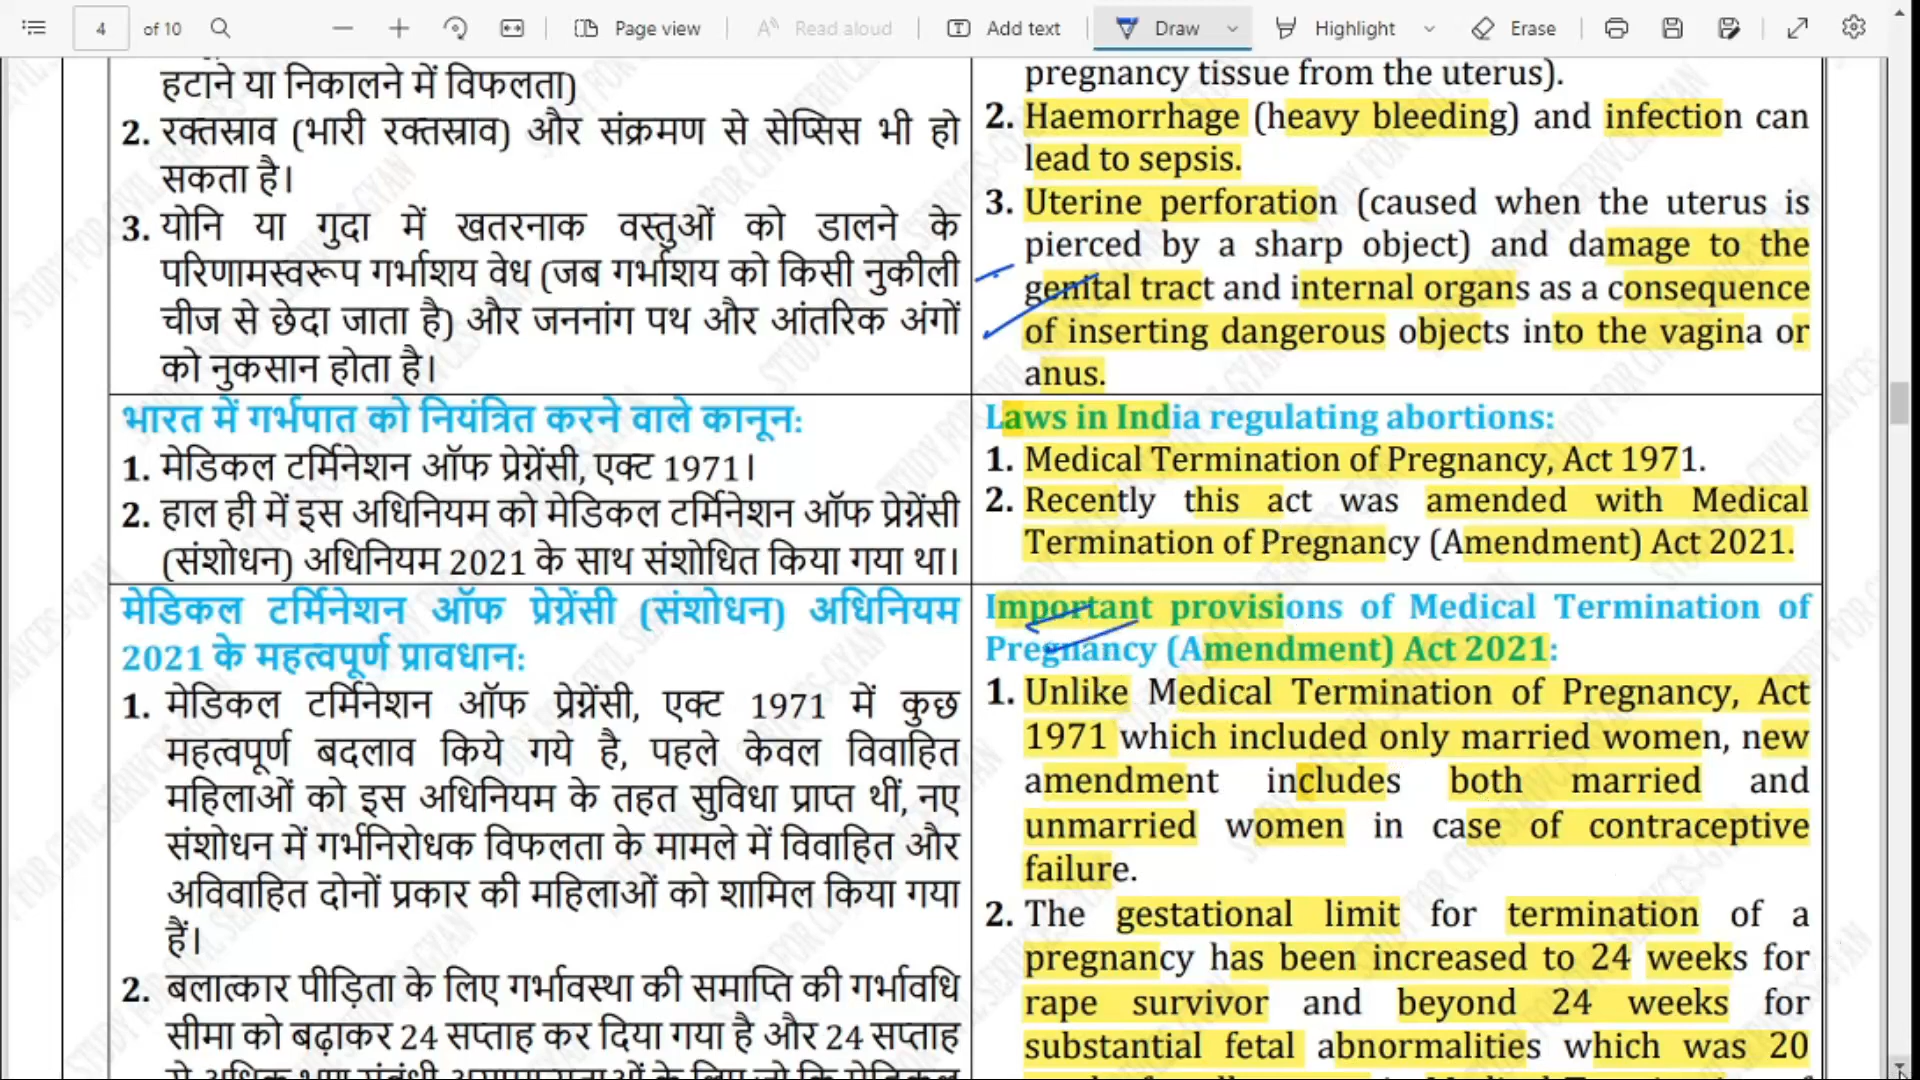 4 of 10 Page view Read aloud Add text Draw Highlight Erase
हटाने या निकालने में विफलता)
2. रक्तस्राव (भारी रक्तस्राव) और संक्रमण से सेप्सिस भी हो
सकता है।
3. योनि या गुदा में खतरनाक वस्तुओं को डालने के
परिणामस्वरूप गर्भाशय वेध (जब गर्भाशय को किसी नुकीली
चीज से छेदा जाता है) और जननांग पथ और आंतरिक अंगों
को नुकसान होता है।
भारत में गर्भपात को नियंत्रित करने वाले कानून:
1. मेडिकल टर्मिनेशन ऑफ प्रेग्नेंसी, एक्ट 1971।
2. हाल ही में इस अधिनियम को मेडिकल टर्मिनेशन ऑफ प्रेग्नेंसी
(संशोधन) अधिनियम 2021 के साथ संशोधित किया गया था।
मेडिकल टर्मिनेशन ऑफ प्रेग्नेंसी (संशोधन) अधिनियम
2021 के महत्वपूर्ण प्रावधान:
1. मेडिकल टर्मिनेशन ऑफ प्रेग्नेंसी, एक्ट 1971 में कुछ
महत्वपूर्ण बदलाव किये गये है, पहले केवल विवाहित
महिलाओं को इस अधिनियम के तहत सुविधा प्राप्त थीं, नए
संशोधन में गर्भनिरोधक विफलता के मामले में विवाहित और
अविवाहित दोनों प्रकार की महिलाओं को शामिल किया गया
हैं।
2. बलात्कार पीड़िता के लिए गर्भावस्था की समाप्ति की गर्भावधि
सीमा को बढ़ाकर 24 सप्ताह कर दिया गया है और 24 सप्ताह
pregnancy tissue from the uterus).
2. Haemorrhage (heavy bleeding) and infection can
lead to sepsis.
3. Uterine perforation (caused when the uterus is
pierced by a sharp object) and damage to the
genital tract and internal organs as a consequence
of inserting dangerous objects into the vagina or
anus.
Laws in India regulating abortions:
1. Medical Termination of Pregnancy, Act 1971.
2. Recently this act was amended with Medical
Termination of Pregnancy (Amendment) Act 2021.
Important provisions of Medical Termination of
Pregnancy (Amendment) Act 2021:
1. Unlike Medical Termination of Pregnancy, Act
1971 which included only married women, new
amendment includes both married and
unmarried women in case of contraceptive
failure.
2. The gestational limit for termination of a
pregnancy has been increased to 24 weeks for
rape survivor and beyond 24 weeks for
substantial fetal abnormalities which was 20